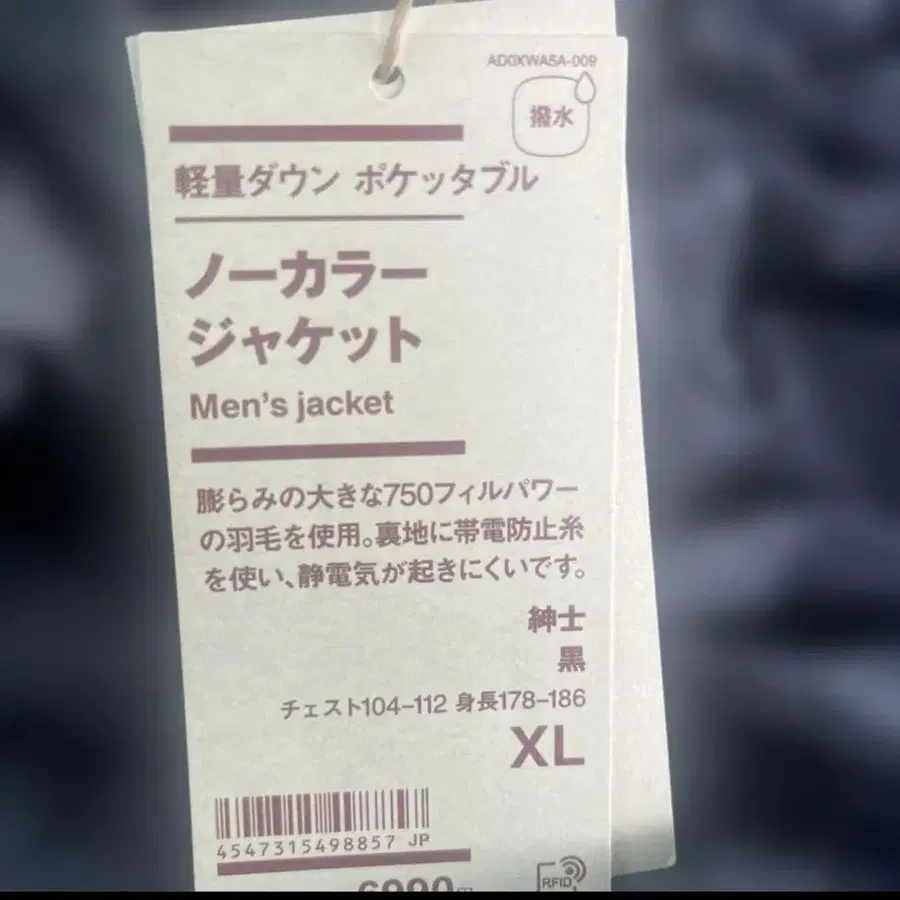 AD0XWA5A-009
撥水
軽量ダウン ポケッタブル
ノーカラー
ジャケット
Men's jacket
膨らみの大きな750フィルパワー
の羽毛を使用。裏地に帯電防止糸
を使い、静電気が起きにくいです。
紳士
黒
チェスト104–112 身長178–186
XL
4547315498857 JP
RFID